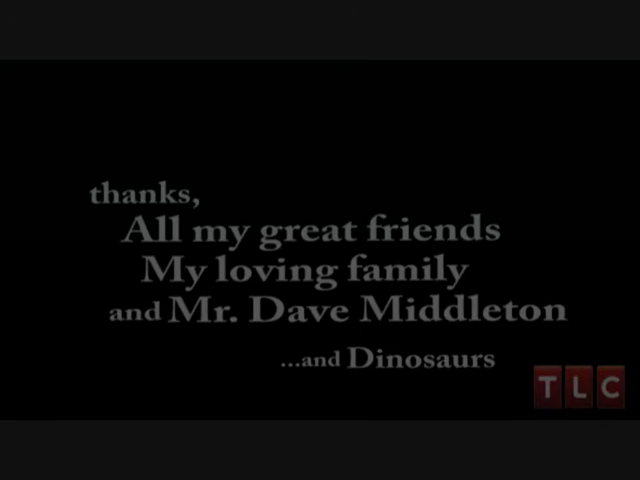 thanks,
All my great friends
My loving family
and Mr. Dave Middleton
...and Dinosaurs
TLC